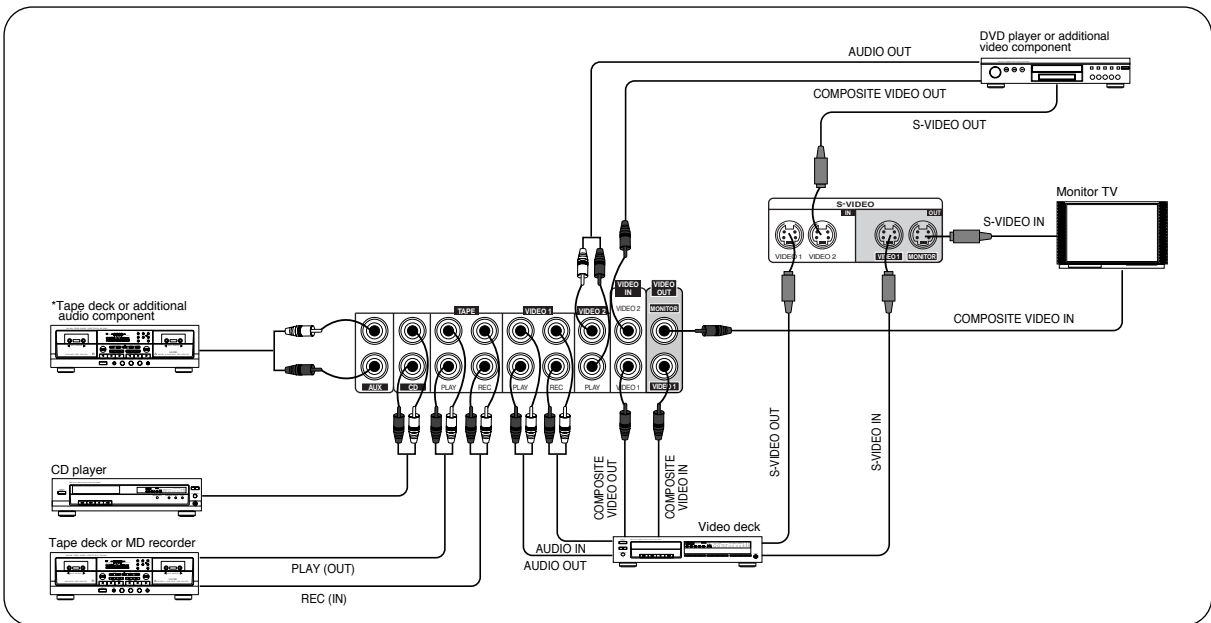 DVD player or additional
video component
AUDIO OUT
COMPOSITE VIDEO OUT
S-VIDEO OUT
Monitor TV
S-VIDEO
IN
OUT
S-VIDEO IN
VIDEO 1
VIDEO 2
VIDEO 1
MONITOR
*Tape deck or additional
audio component
TAPE
VIDEO 1
VIDEO 2
VIDEO
IN
VIDEO
OUT
VIDEO 2
MONITOR
COMPOSITE VIDEO IN
AUX
CD
PLAY
REC
PLAY
REC
PLAY
VIDEO 1
VIDEO 1
CD player
COMPOSITE
VIDEO OUT
COMPOSITE
VIDEO IN
S-VIDEO OUT
S-VIDEO IN
Video deck
Tape deck or MD recorder
AUDIO IN
AUDIO OUT
PLAY (OUT)
REC (IN)